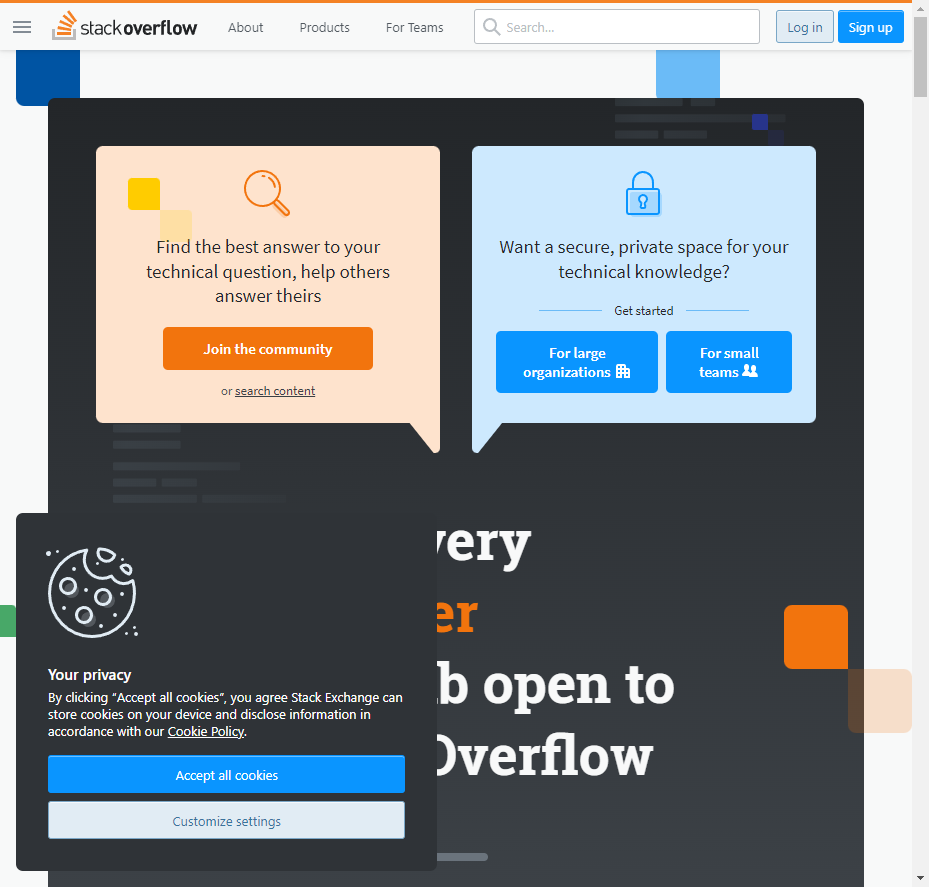 stackoverflow About Products For Teams Search... Log in Sign up
Find the best answer to your
technical question, help others
answer theirs
Join the community
or search content
Want a secure, private space for your
technical knowledge?
Get started
For large
organizations
For small
teams
very
er
b open to
Overflow
Your privacy
By clicking “Accept all cookies”, you agree Stack Exchange can
store cookies on your device and disclose information in
accordance with our Cookie Policy.
Accept all cookies
Customize settings